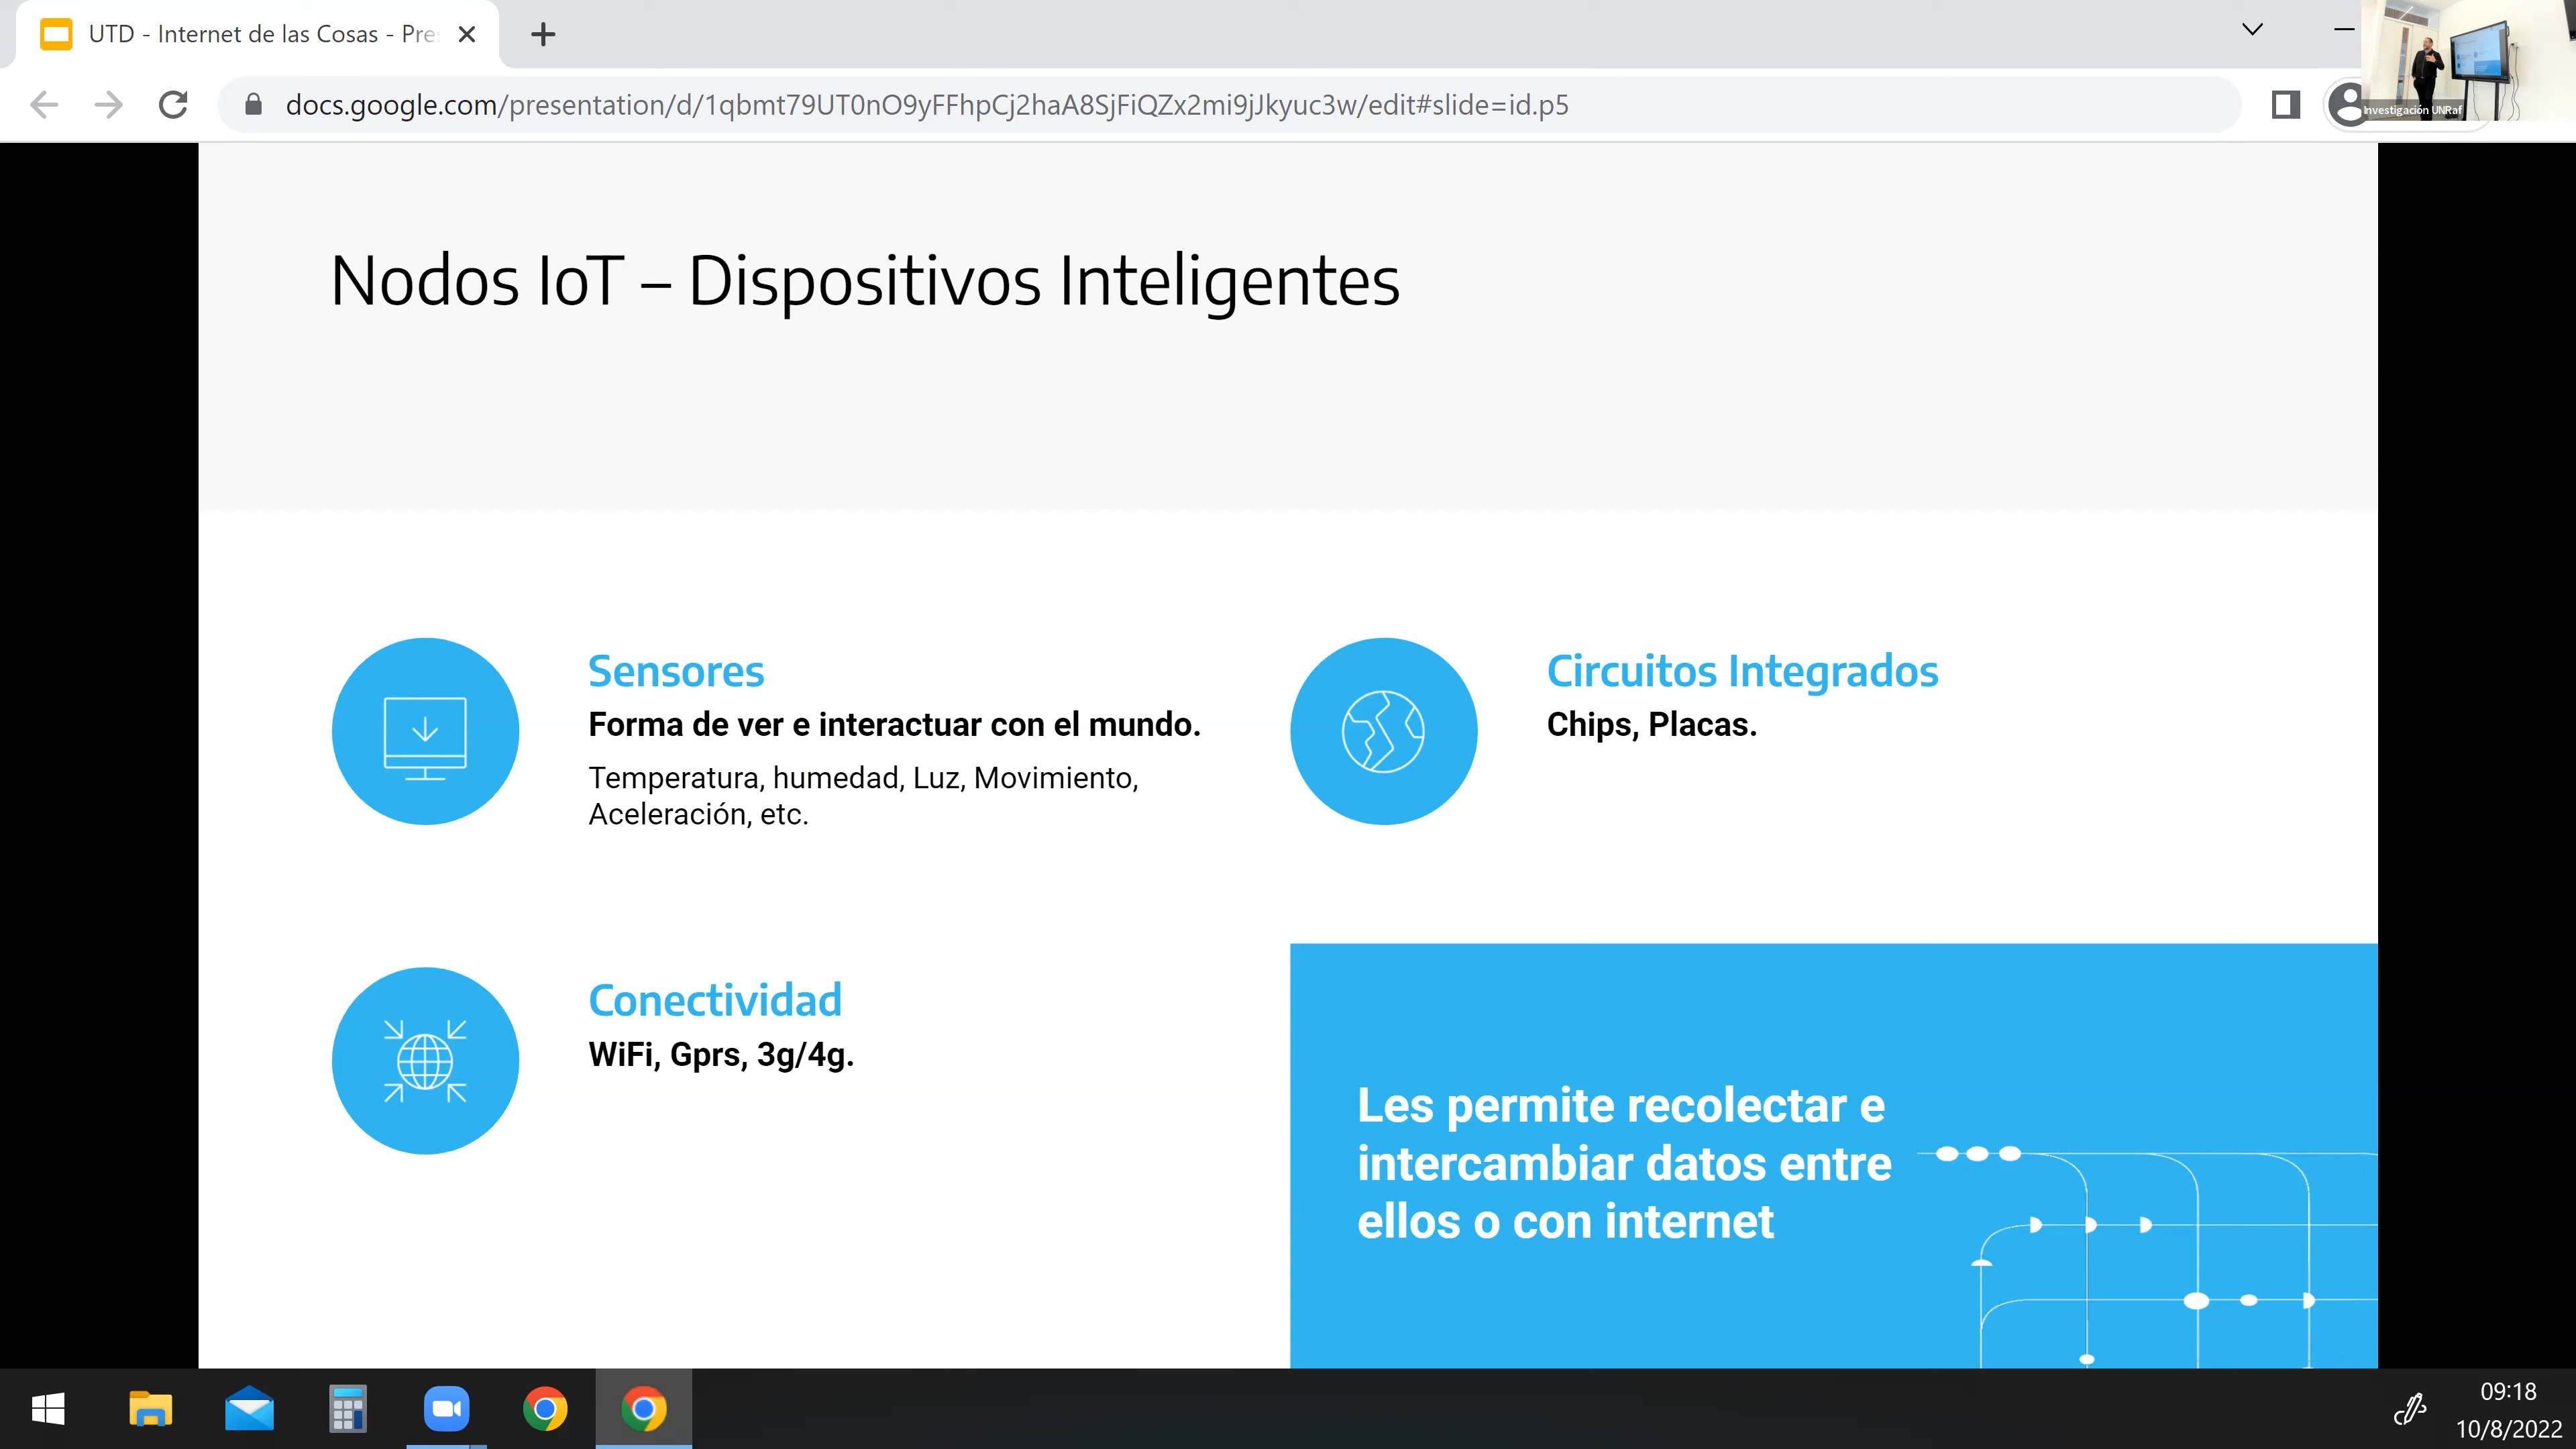 UTD - Internet de las Cosas - Pre
docs.google.com/presentation/d/1qbmt79UT0nO9yFFhpCj2haA8SjFiQZx2mi9jJkyuc3w/edit#slide=id.p5
Investigación UNRaf
Nodos IoT – Dispositivos Inteligentes
Sensores
Forma de ver e interactuar con el mundo.
Temperatura, humedad, Luz, Movimiento,
Aceleración, etc.
Circuitos Integrados
Chips, Placas.
Conectividad
WiFi, Gprs, 3g/4g.
Les permite recolectar e
intercambiar datos entre
ellos o con internet
09:18
10/8/2022